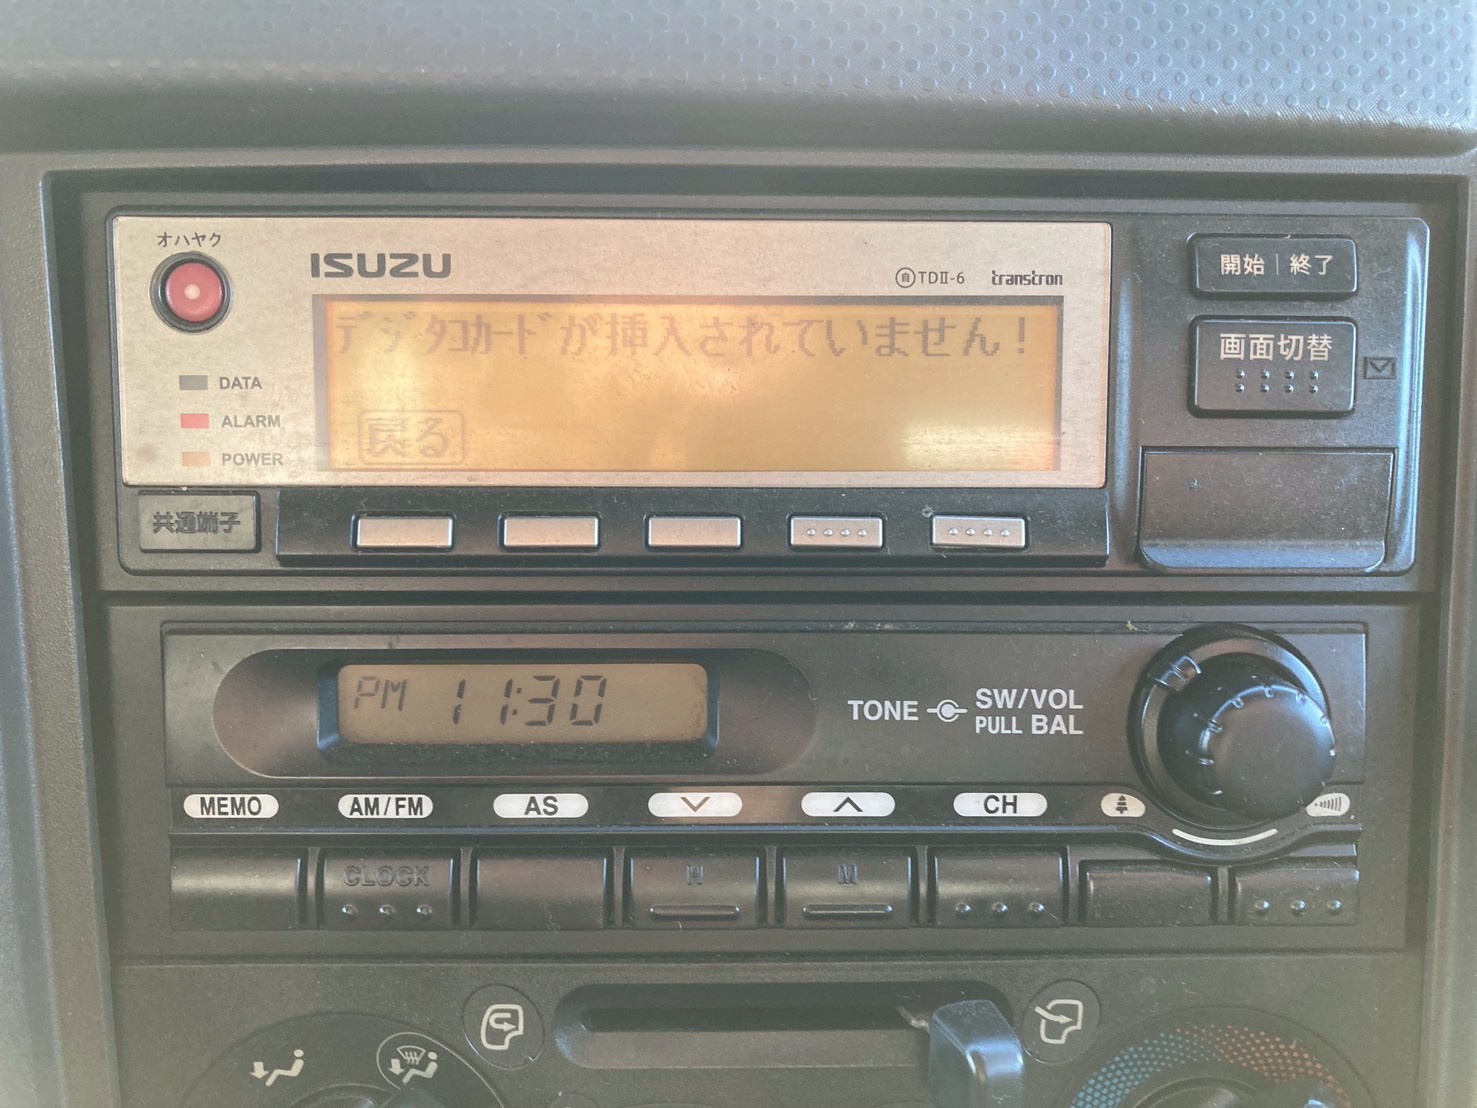 オハヤク
ISUZU
自 TDⅡ-6 transtron
開始｜終了
デジタコカードが挿入されていません！
画面切替
DATA
ALARM
POWER
戻る
共通端子
PM 11:30
TONE SW/VOL
PULL BAL
MEMO AM/FM AS CH
CLOCK H M